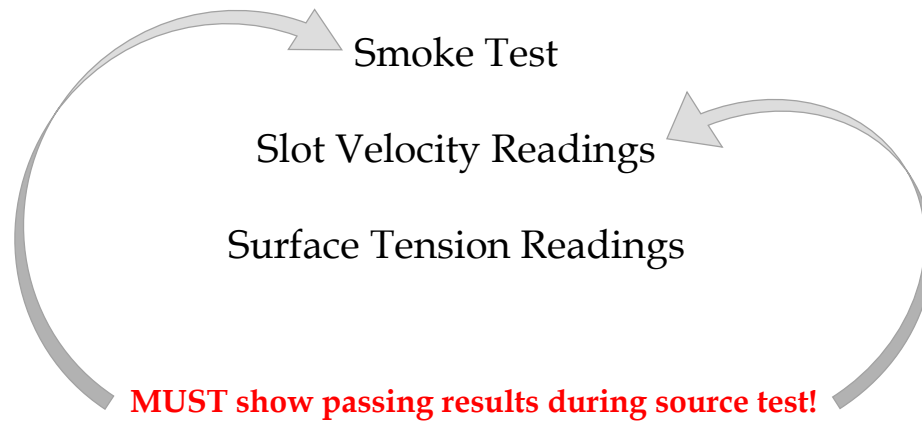 Smoke Test
Slot Velocity Readings
Surface Tension Readings
MUST show passing results during source test!